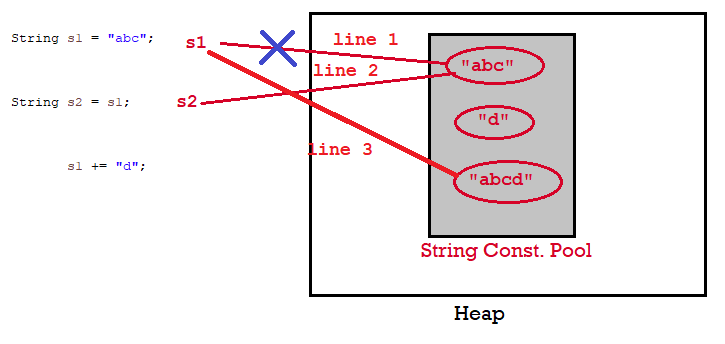 String s1 = "abc";
s1
line 1
"abc"
line 2
String s2 = s1;
s2
"d"
line 3
s1 += "d";
"abcd"
String Const. Pool
Heap